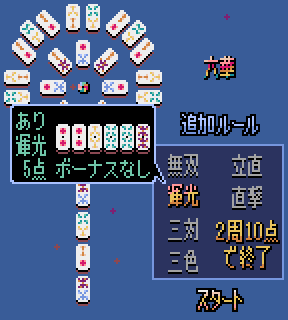 六華
追加ルール
あり
輝光
5点 ボーナスなし
無双 立直
輝光 直撃
三対 2周10点
三色 で終了
スタート